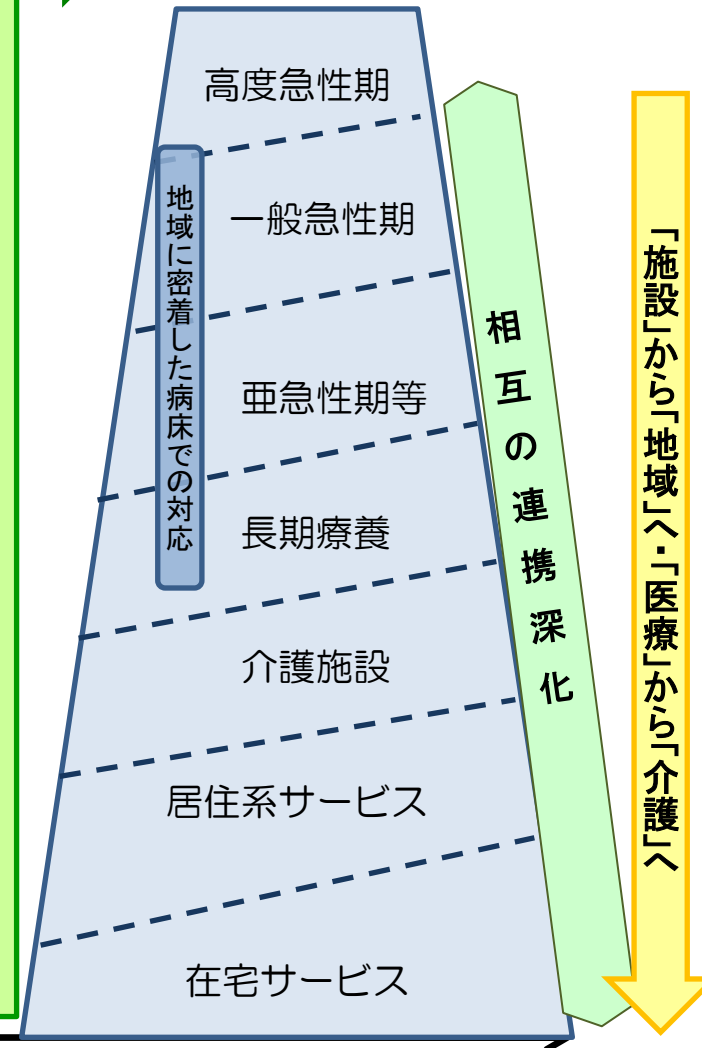 高度急性期
一般急性期
亜急性期等
長期療養
介護施設
居住系サービス
在宅サービス
地域に密着した病床での対応
相互の連携深化
「施設」から「地域」へ・「医療」から「介護」へ